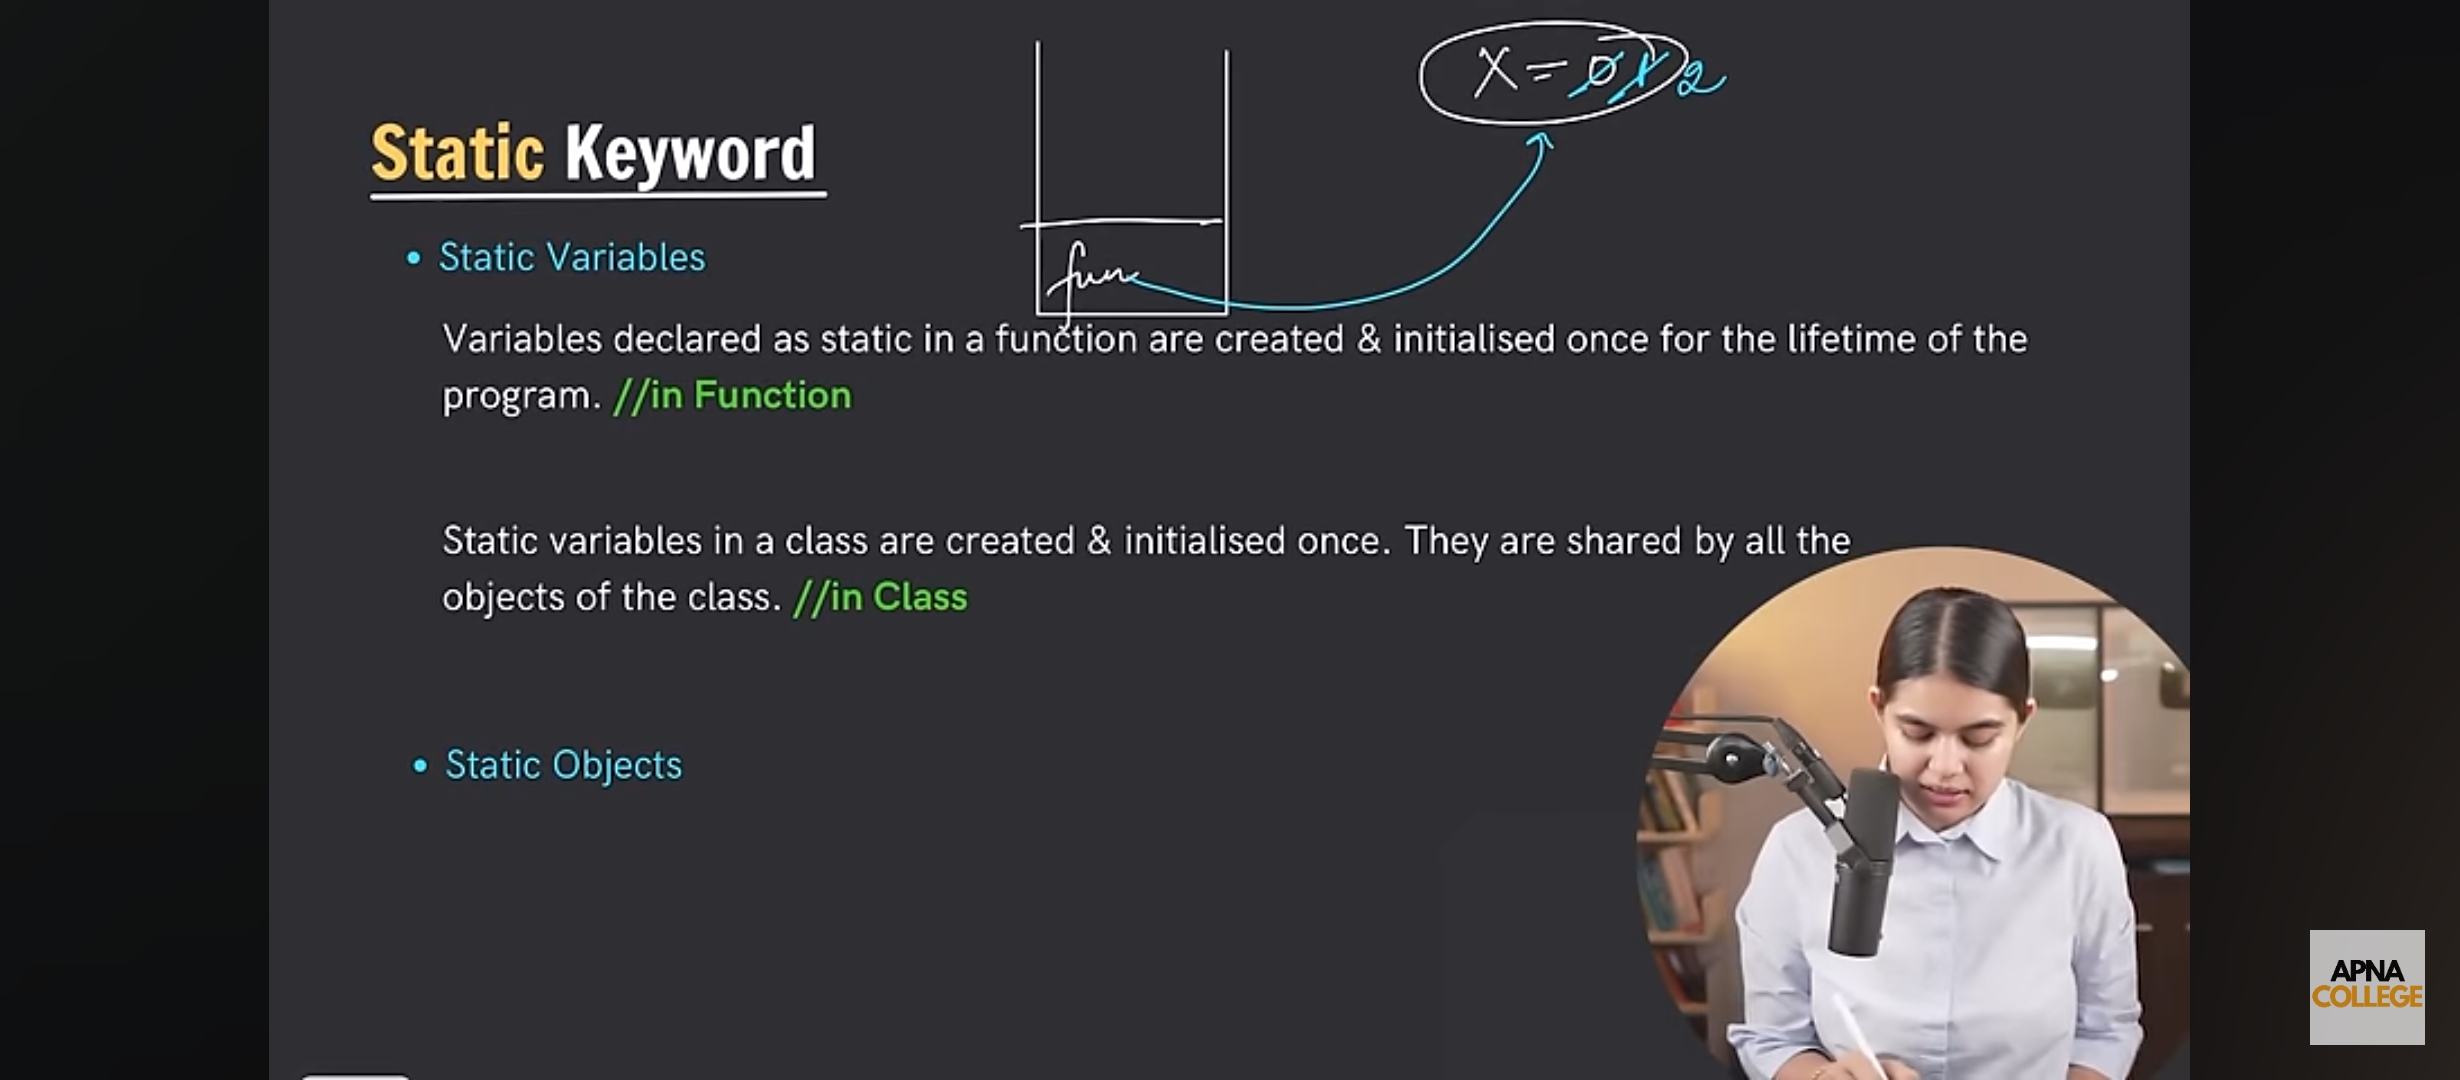 X = 0 1 2
Static Keyword
• Static Variables
fun
Variables declared as static in a function are created & initialised once for the lifetime of the
program. //in Function
Static variables in a class are created & initialised once. They are shared by all the
objects of the class. //in Class
• Static Objects
APNA
COLLEGE